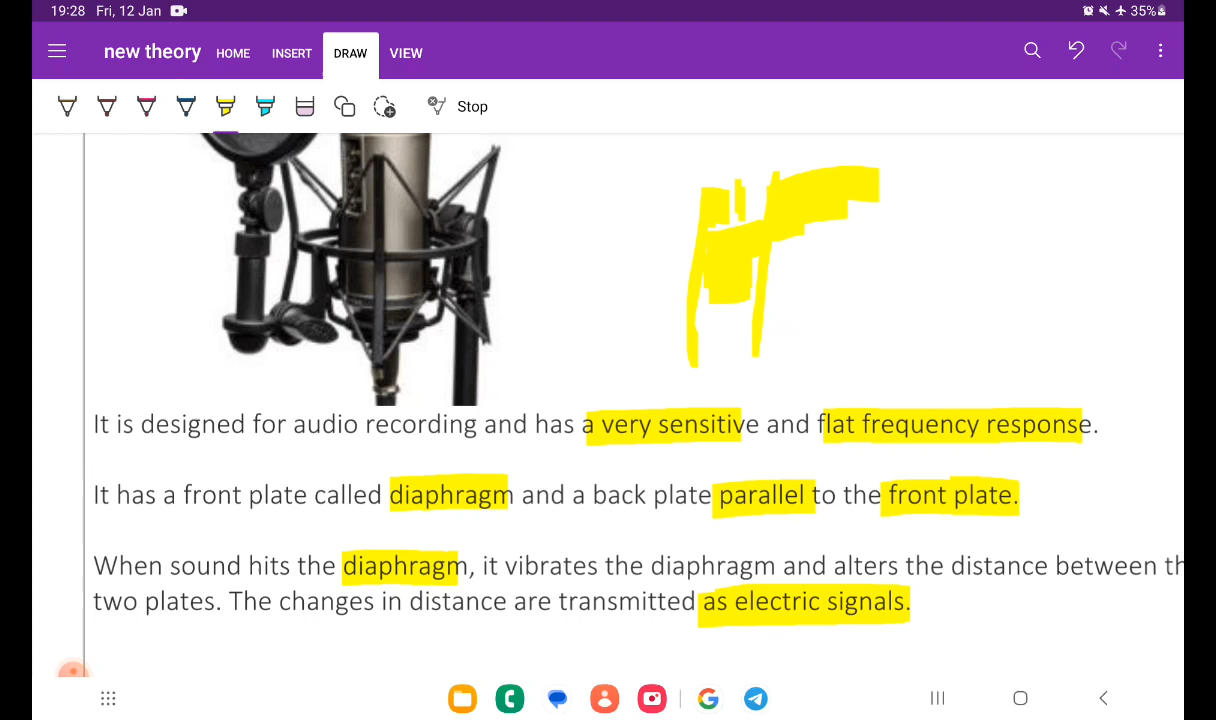 19:28 Fri, 12 Jan 35%
new theory HOME INSERT DRAW VIEW
Stop
It is designed for audio recording and has a very sensitive and flat frequency response.
It has a front plate called diaphragm and a back plate parallel to the front plate.
When sound hits the diaphragm, it vibrates the diaphragm and alters the distance between th
two plates. The changes in distance are transmitted as electric signals.